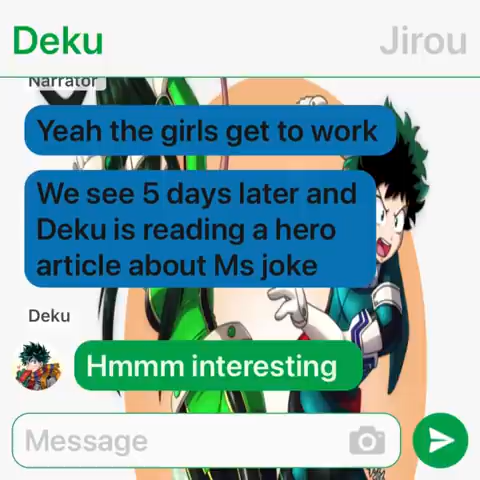 Deku
Jirou
Narrator
Yeah the girls get to work
We see 5 days later and
Deku is reading a hero
article about Ms joke
Deku
Hmmm interesting
Message